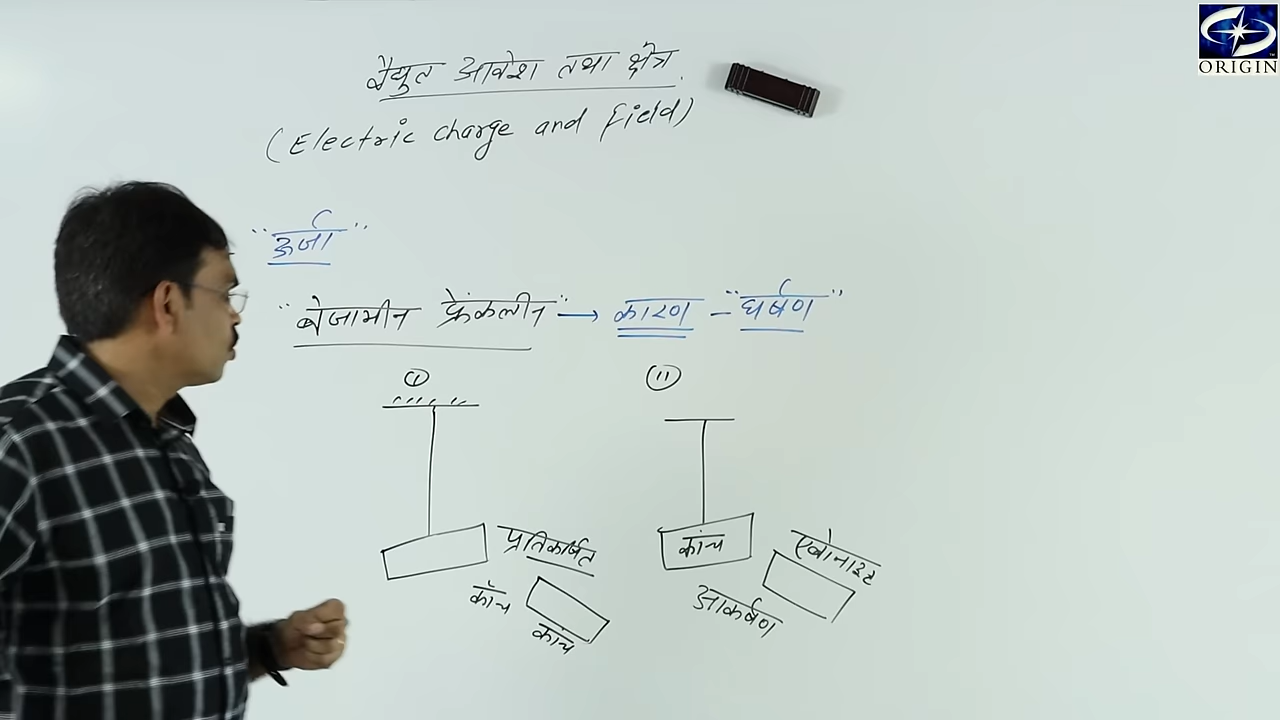 वैद्युत आवेश तथा क्षेत्र.
(Electric charge and field)
"ऊर्जा"
"बेंजामीन फ्रेंकलीन" → कारण – "घर्षण"
(i)
(ii)
प्रतिकर्षित
काँच
कांच
कांच
एबोनाइट
आकर्षण
ORIGIN